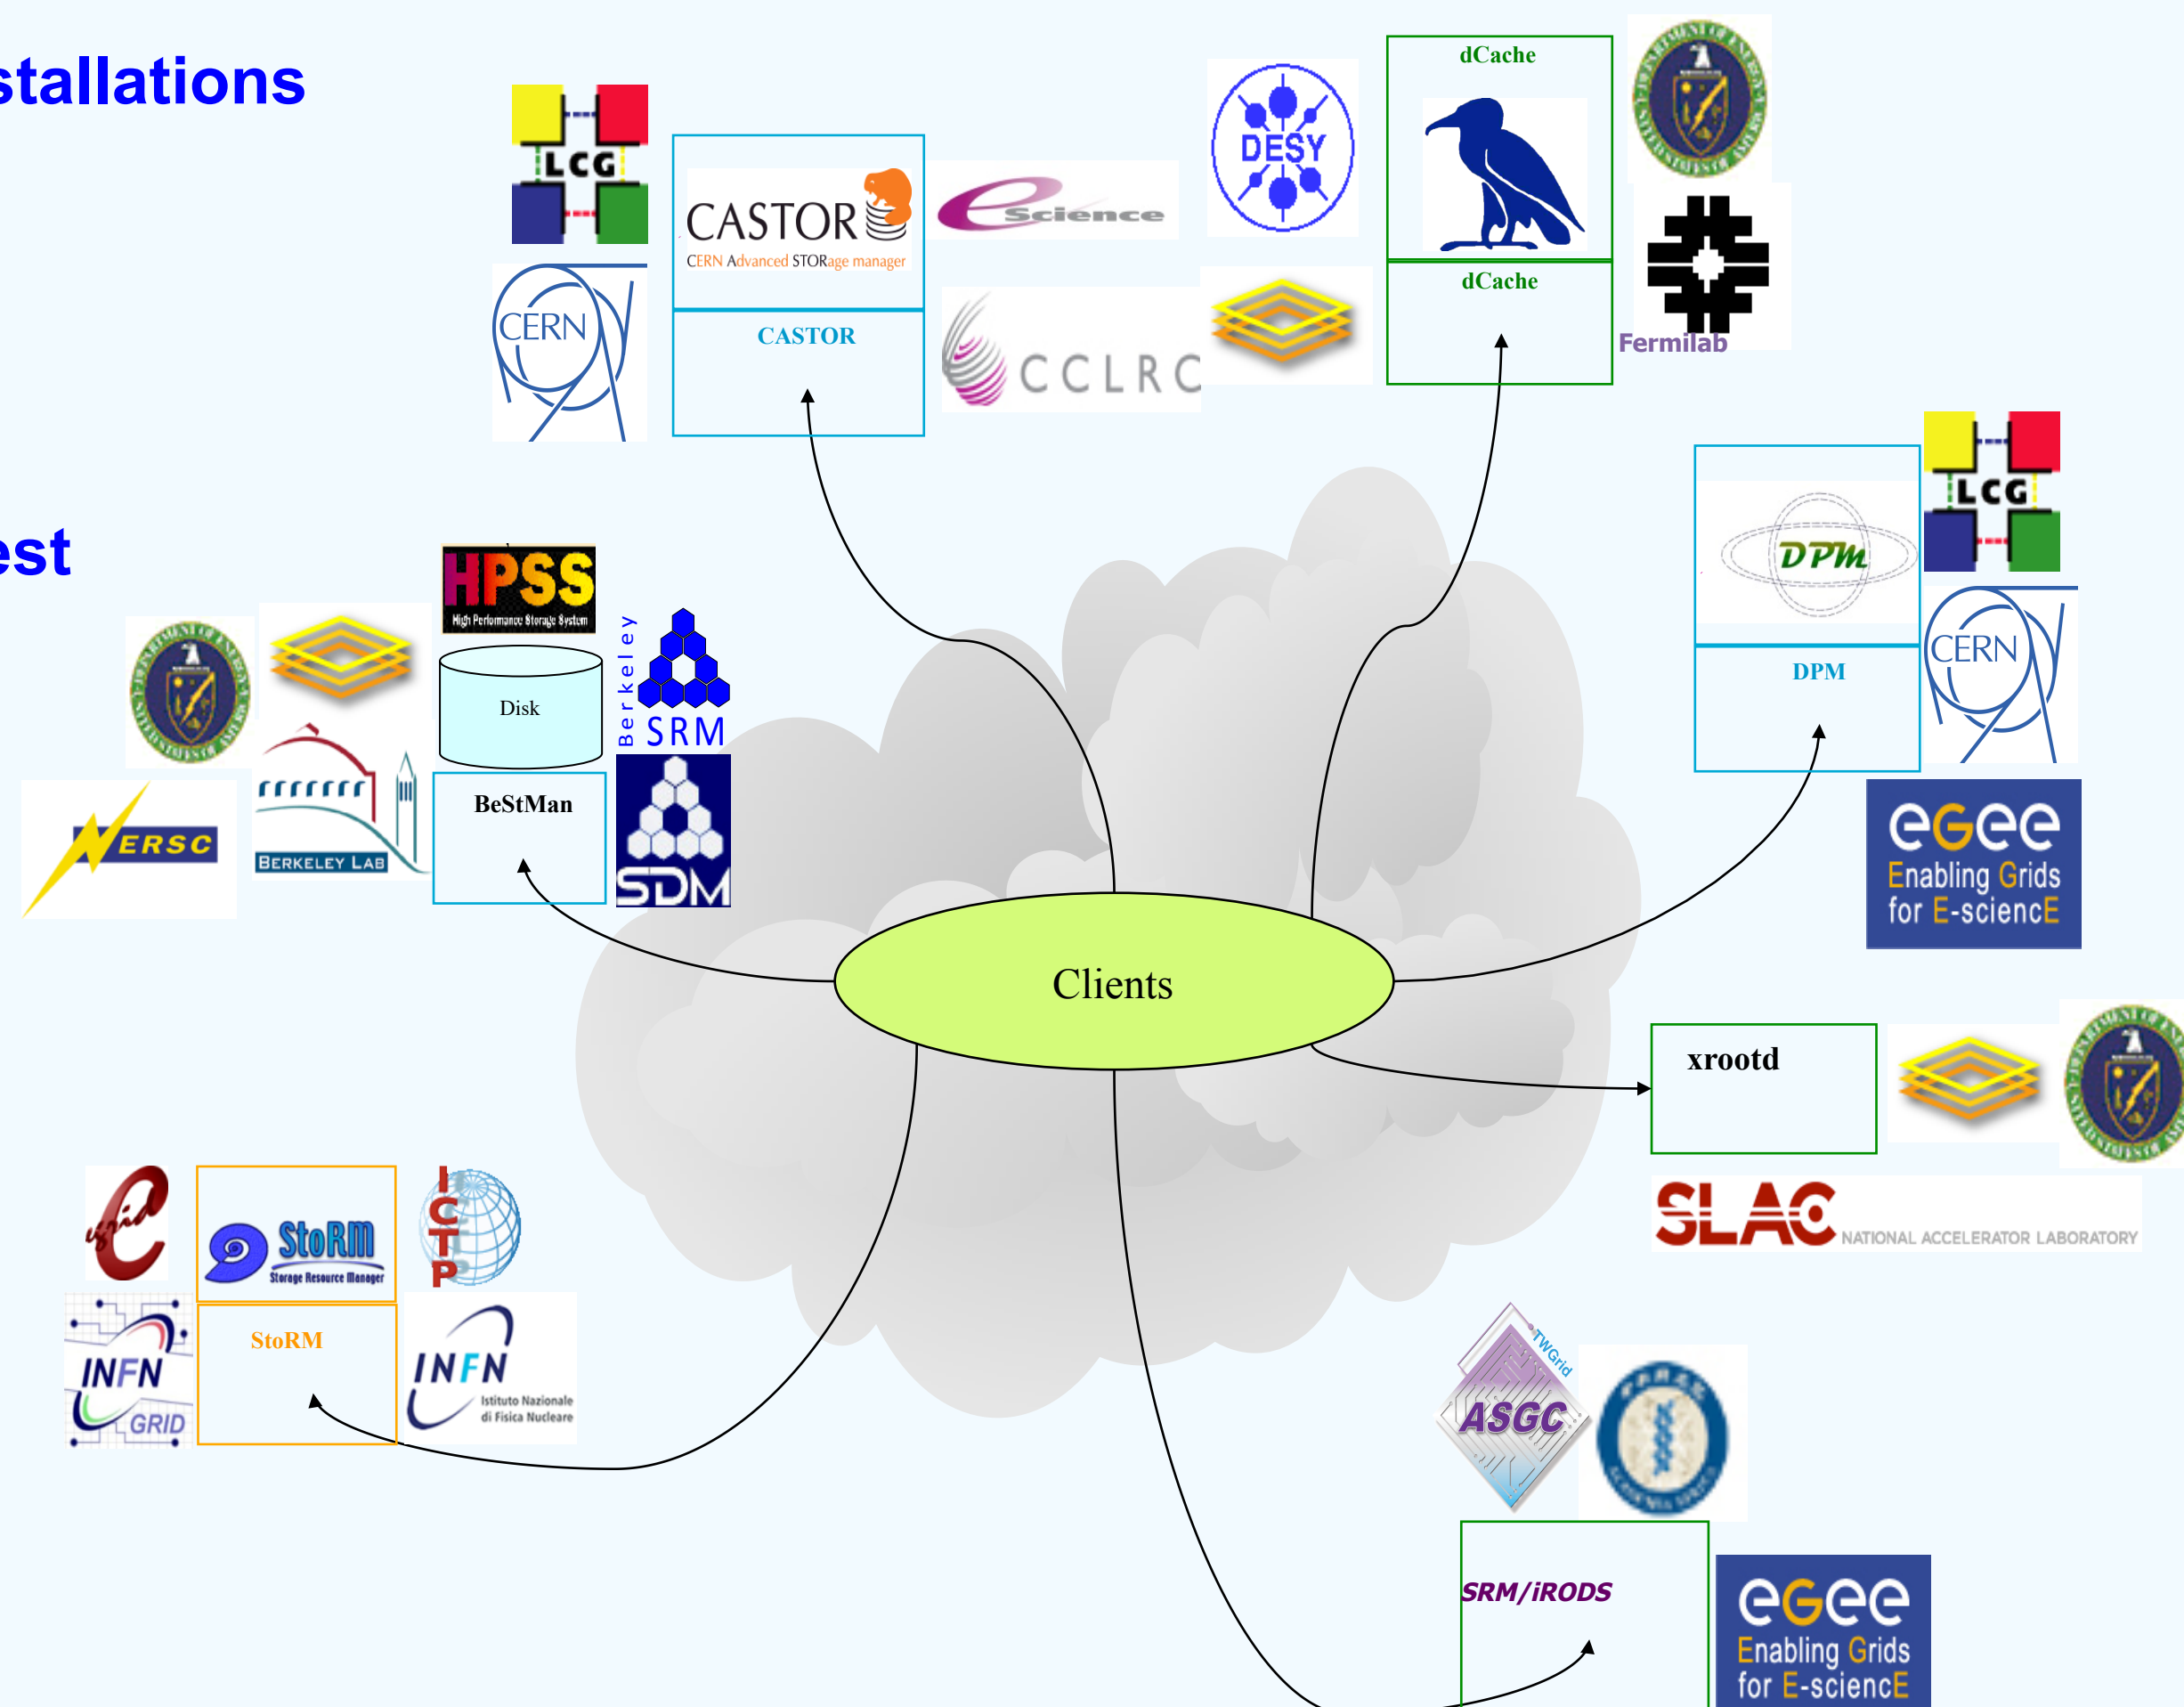 stallations
est
LCG
CASTOR
CERN Advanced STORage manager
eScience
CERN
CASTOR
CCLRC
DESY
dCache
dCache
Fermilab
HPSS
High Performance Storage System
Disk
Berkeley
SRM
BeStMan
SDM
NERSC
BERKELEY LAB
DPM
DPM
LCG
CERN
eGee
Enabling Grids
for E-sciencE
Clients
xrootd
SLAC
NATIONAL ACCELERATOR LABORATORY
StoRM
Storage Resource Manager
ICTP
StoRM
INFN
GRID
INFN
Istituto Nazionale
di Fisica Nucleare
TWGrid
ASGC
SRM/iRODS
eGee
Enabling Grids
for E-sciencE